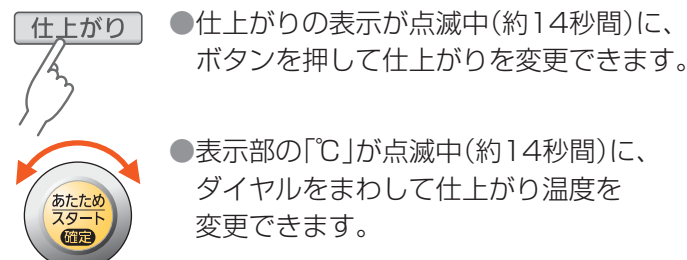 仕上がり
●仕上がりの表示が点滅中(約14秒間)に、
ボタンを押して仕上がりを変更できます。
●表示部の「℃」が点滅中(約14秒間)に、
ダイヤルをまわして仕上がり温度を
変更できます。
あたため
スタート
確定